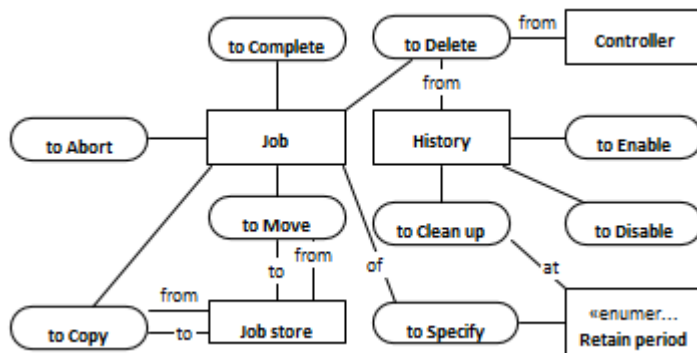 to Complete
to Delete
from
Controller
from
to Abort
Job
History
to Enable
to Move
to Clean up
to Disable
from
to
of
at
from
to Copy
to
Job store
to Specify
«enumer...
Retain period